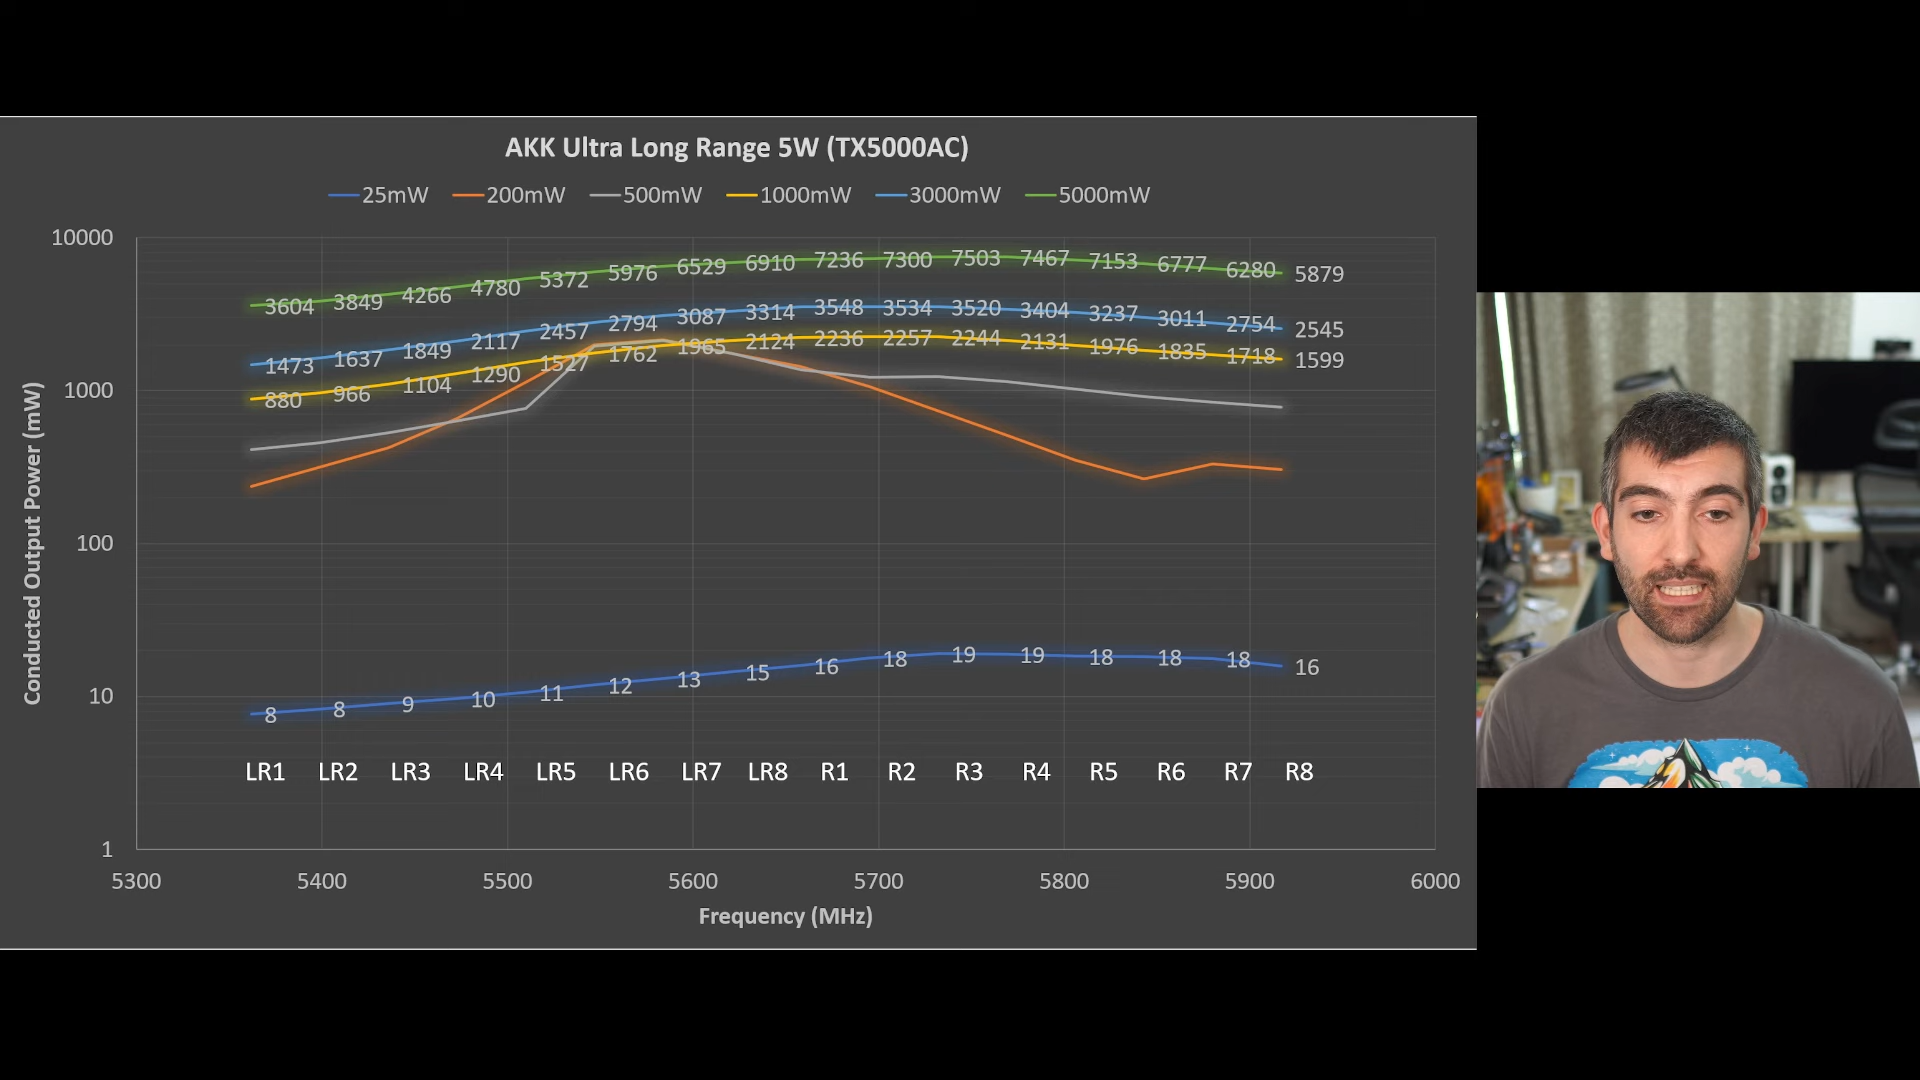 AKK Ultra Long Range 5W (TX5000AC)
25mW 200mW 500mW 1000mW 3000mW 5000mW
Conducted Output Power (mW)
10000
1000
100
10
1
3604 3849 4266 4780 5372 5976 6529 6910 7236 7300 7503 7467 7153 6777 6280 5879
1473 1637 1849 2117 2457 2794 3087 3314 3548 3534 3520 3404 3237 3011 2754 2545
880 966 1104 1290 1527 1762 1965 2124 2236 2257 2244 2131 1976 1835 1718 1599
8 8 9 10 11 12 13 15 16 18 19 19 18 18 18 16
LR1 LR2 LR3 LR4 LR5 LR6 LR7 LR8 R1 R2 R3 R4 R5 R6 R7 R8
5300 5400 5500 5600 5700 5800 5900 6000
Frequency (MHz)